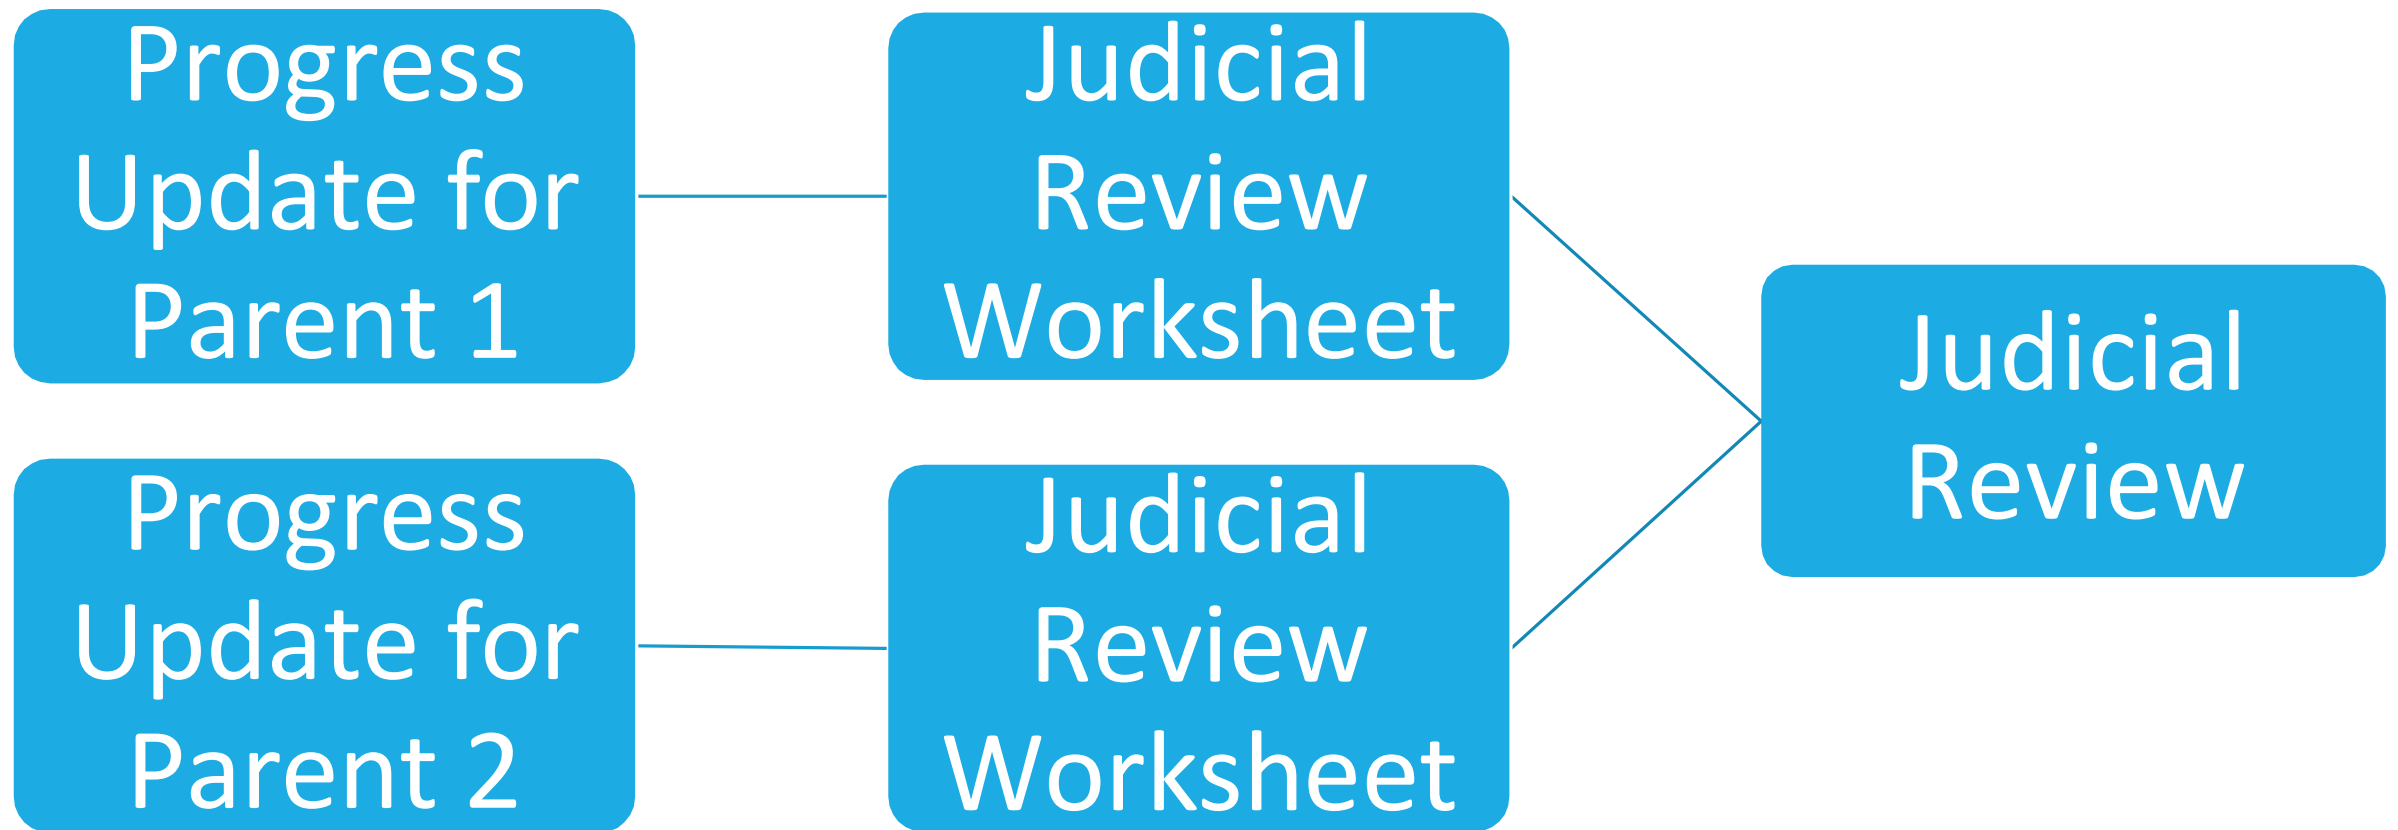 Progress
Update for
Parent 1
Judicial
Review
Worksheet
Judicial
Review
Progress
Update for
Parent 2
Judicial
Review
Worksheet